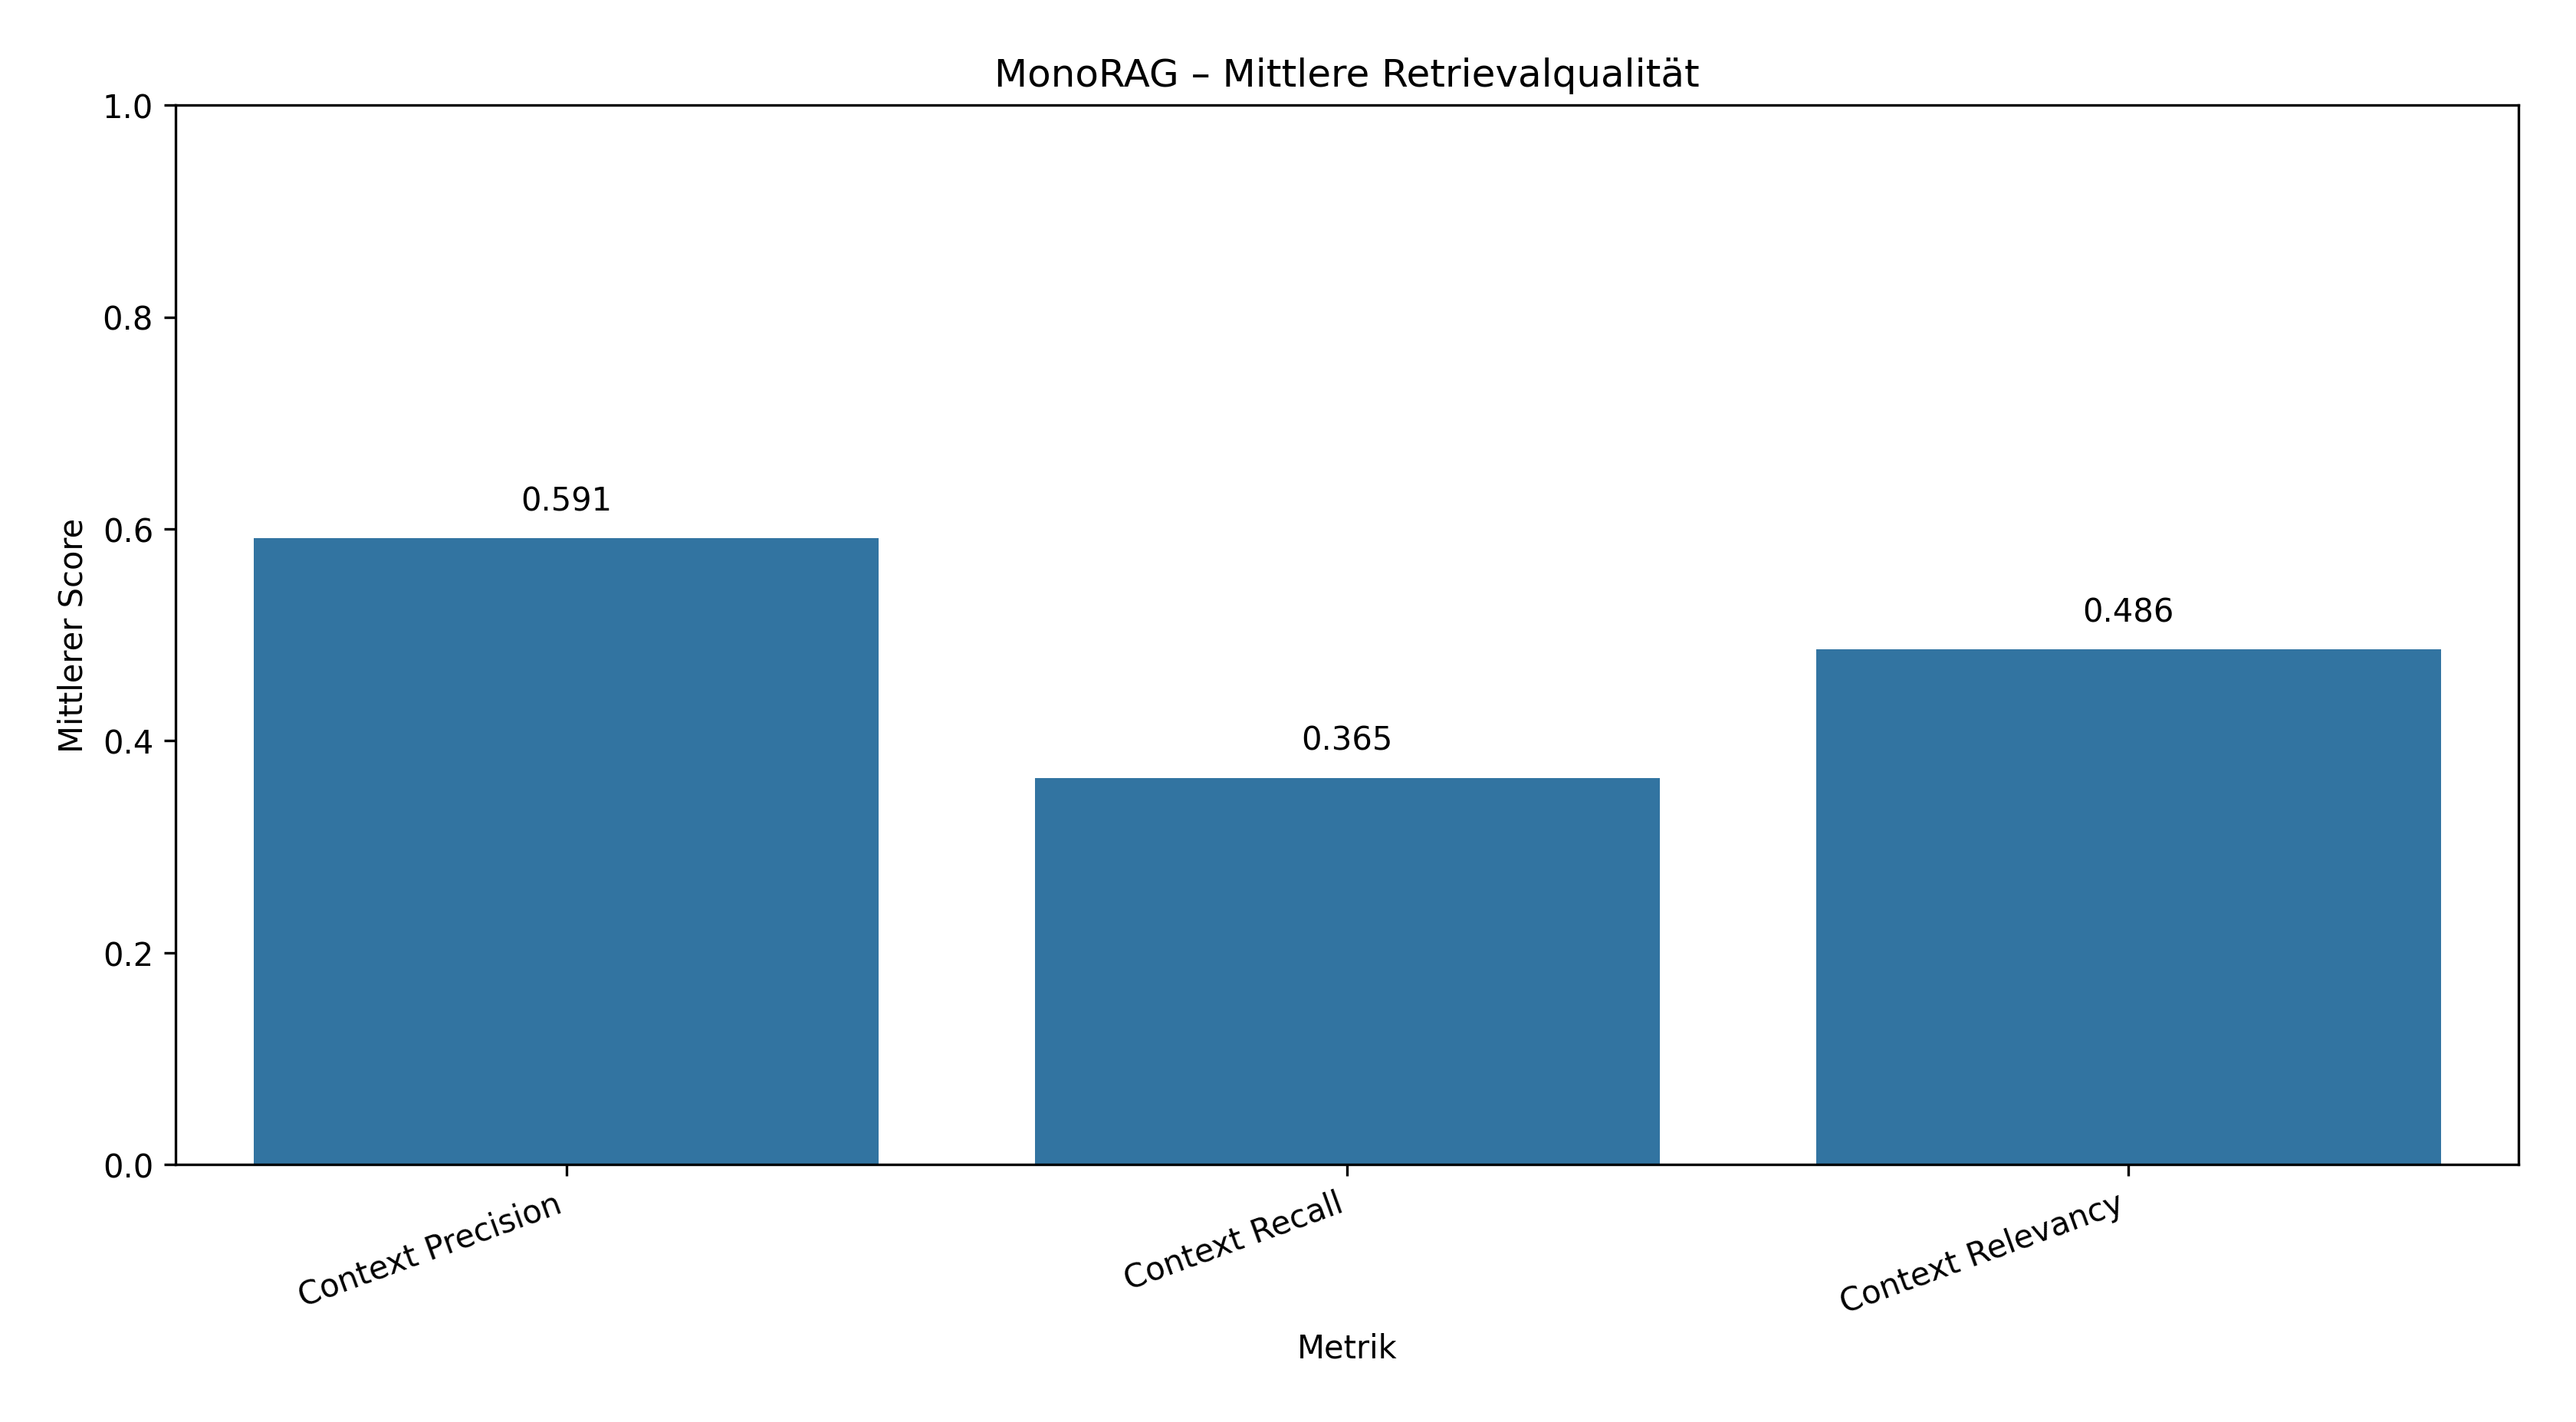 MonoRAG – Mittlere Retrievalqualität
1.0
0.8
0.6
0.4
0.2
0.0
Mittlerer Score
0.591
0.365
0.486
Context Precision
Context Recall
Context Relevancy
Metrik